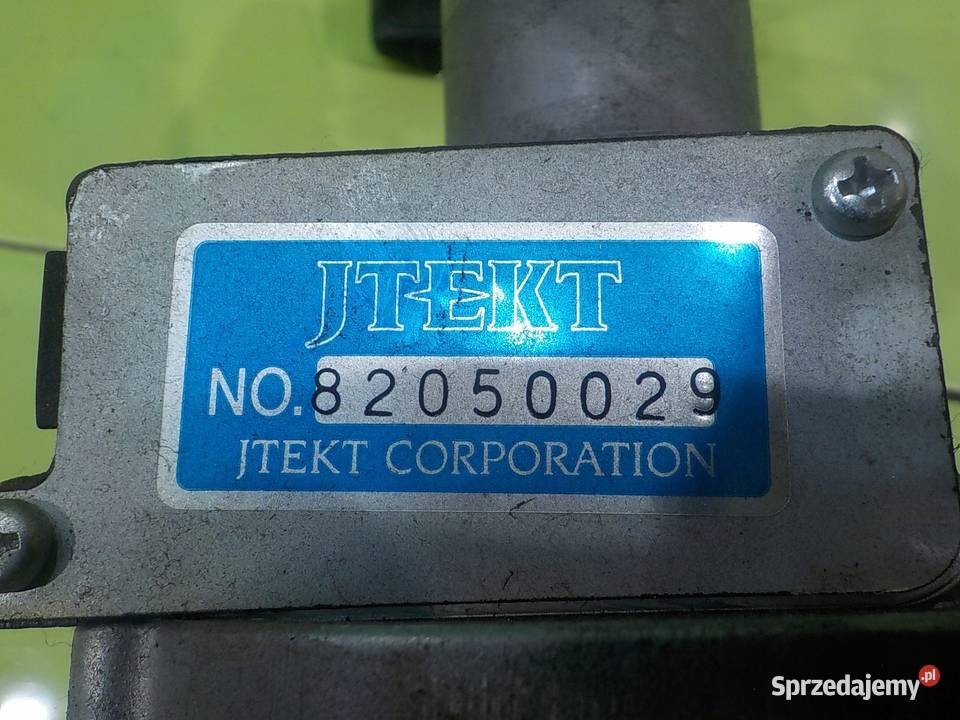 JTEKT
NO.82050029
JTEKT CORPORATION
Sprzedajemy.pl